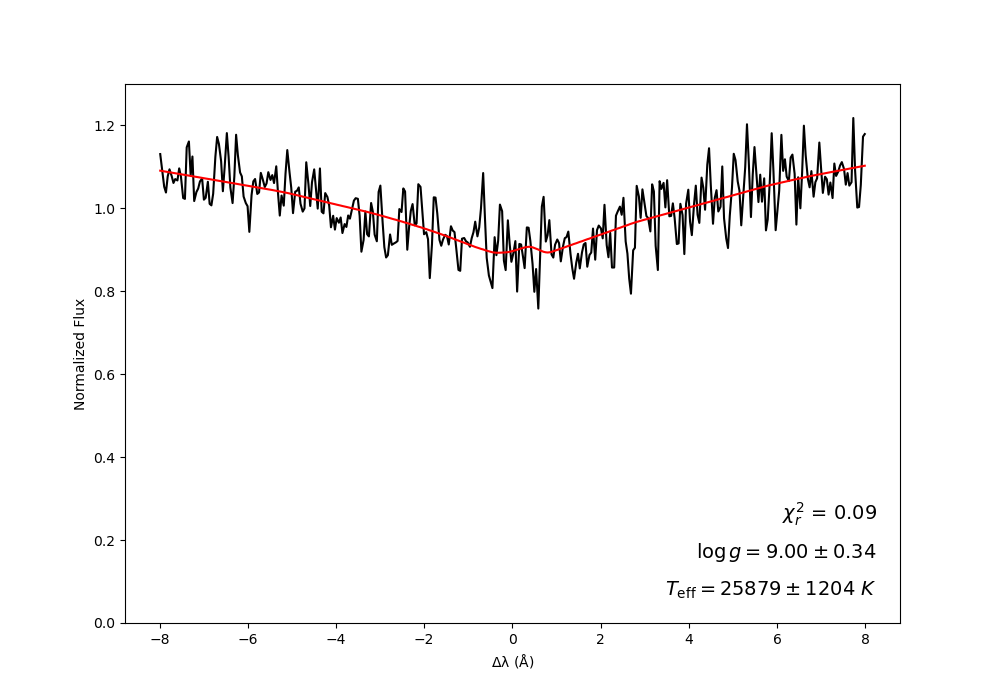 1.2
1.0
0.8
0.6
0.4
0.2
0.0
Normalized Flux
χ²ᵣ = 0.09
log g = 9.00 ± 0.34
T_eff = 25879 ± 1204 K
−8 −6 −4 −2 0 2 4 6 8
Δλ (Å)